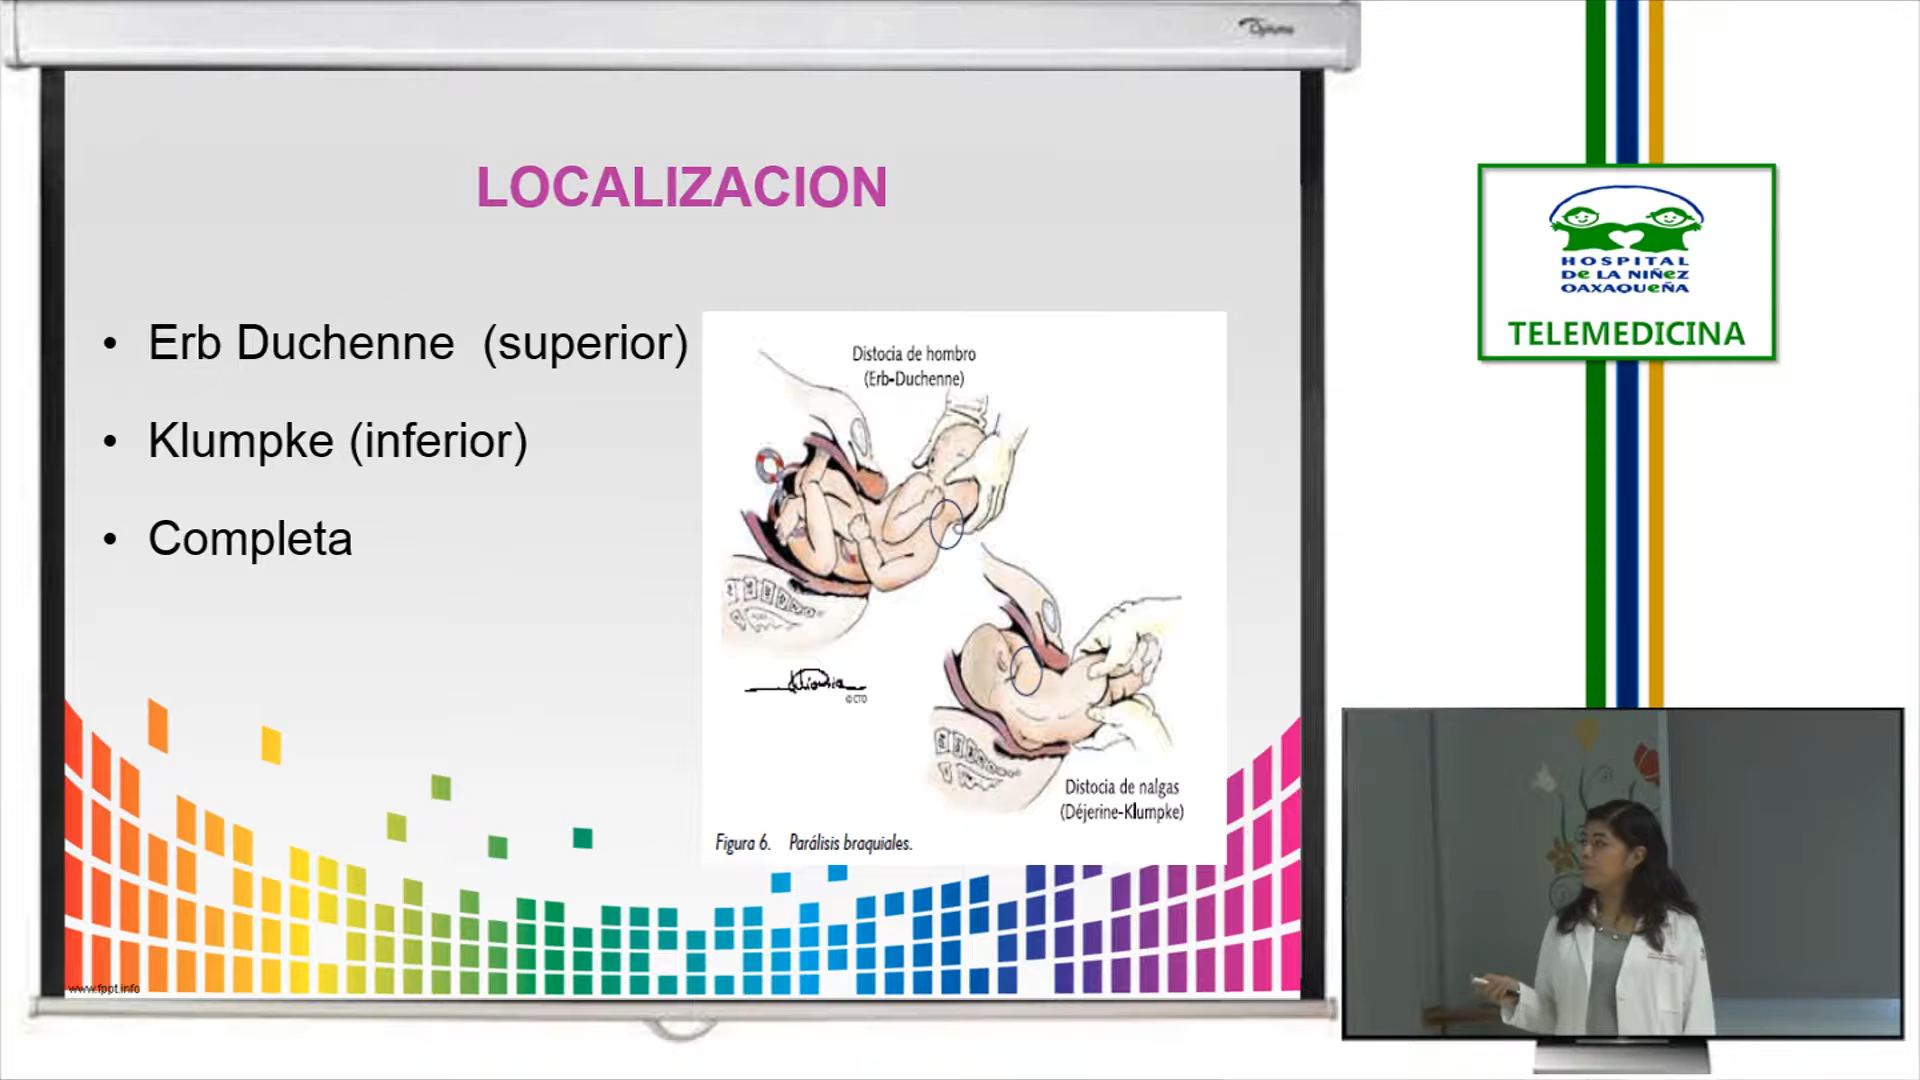 Optoma
LOCALIZACION
• Erb Duchenne (superior)
• Klumpke (inferior)
• Completa
Distocia de hombro
(Erb-Duchenne)
©CTO
Distocia de nalgas
(Déjerine-Klumpke)
Figura 6. Parálisis braquiales.
www.fppt.info
HOSPITAL
De LA NIÑeZ
OAXAQUeÑA
TELEMEDICINA